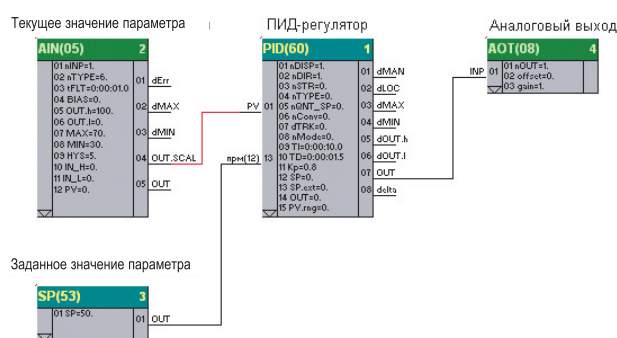 Текущее значение параметра
ПИД-регулятор
Аналоговый выход
AIN(05) 2
01 nINP=1.
02 nTYPE=6.
03 tFLT=0:00:01.0
04 BIAS=0.
05 OUT.h=100.
06 OUT.l=0.
07 MAX=70.
08 MIN=30.
09 HYS=5.
10 IN_H=0.
11 IN_L=0.
12 PV=0.
01 dErr
02 dMAX
03 dMIN
04 OUT.SCAL
05 OUT
PID(60) 1
PV 01
прм(12) 13
01 nDISP=1.
02 nDIR=1.
03 nSTR=0.
04 nTYPE=0.
05 nGNT_SP=0.
06 nConv=0.
07 dTRK=0.
08 nMode=0.
09 TI=0:00:10.0
10 TD=0:00:01.5
11 Kp=0.8
12 SP=0.
13 SP.ext=0.
14 OUT=0.
15 PV.rng=0.
01 dMAN
02 dLOC
03 dMAX
04 dMIN
05 dOUT.h
06 dOUT.l
07 OUT
08 delta
AOT(08) 4
INP 01
01 nOUT=1.
02 offset=0.
03 gain=1.
Заданное значение параметра
SP(53) 3
01 SP=50.
01 OUT